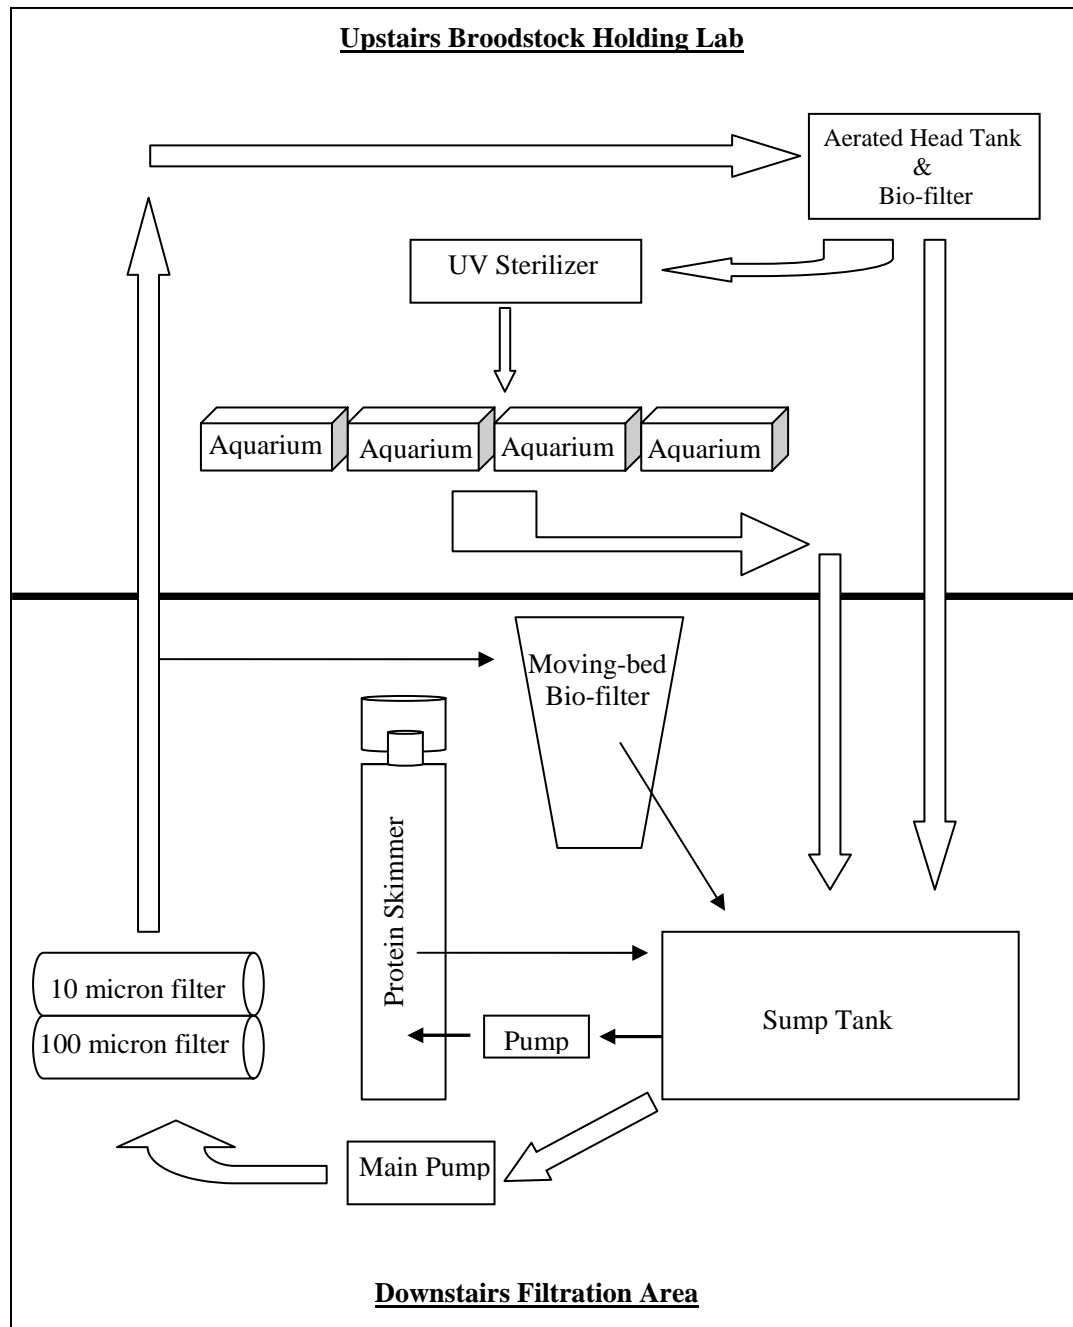 Upstairs Broodstock Holding Lab
Aerated Head Tank
&
Bio-filter
UV Sterilizer
Aquarium
Aquarium
Aquarium
Aquarium
Moving-bed
Bio-filter
Protein Skimmer
10 micron filter
100 micron filter
Sump Tank
Pump
Main Pump
Downstairs Filtration Area